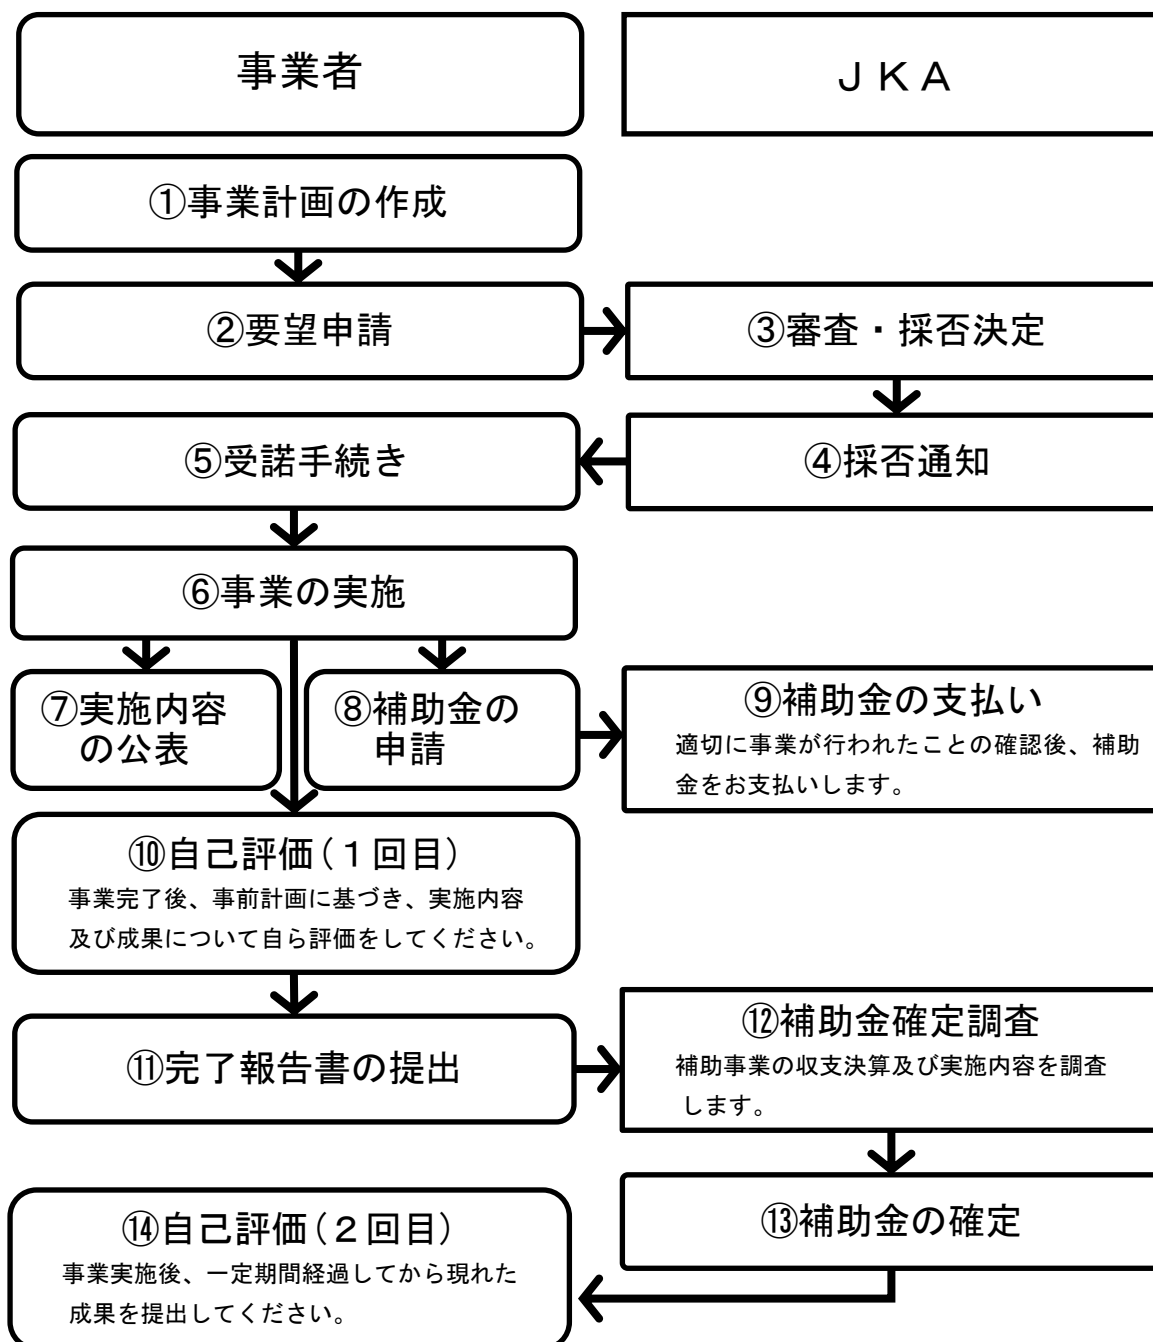 事業者
ＪＫＡ
①事業計画の作成
②要望申請
③審査・採否決定
④採否通知
⑤受諾手続き
⑥事業の実施
⑦実施内容
の公表
⑧補助金の
申請
⑨補助金の支払い
適切に事業が行われたことの確認後、補助
金をお支払いします。
⑩自己評価（１回目）
事業完了後、事前計画に基づき、実施内容
及び成果について自ら評価をしてください。
⑪完了報告書の提出
⑫補助金確定調査
補助事業の収支決算及び実施内容を調査
します。
⑬補助金の確定
⑭自己評価（２回目）
事業実施後、一定期間経過してから現れた
成果を提出してください。